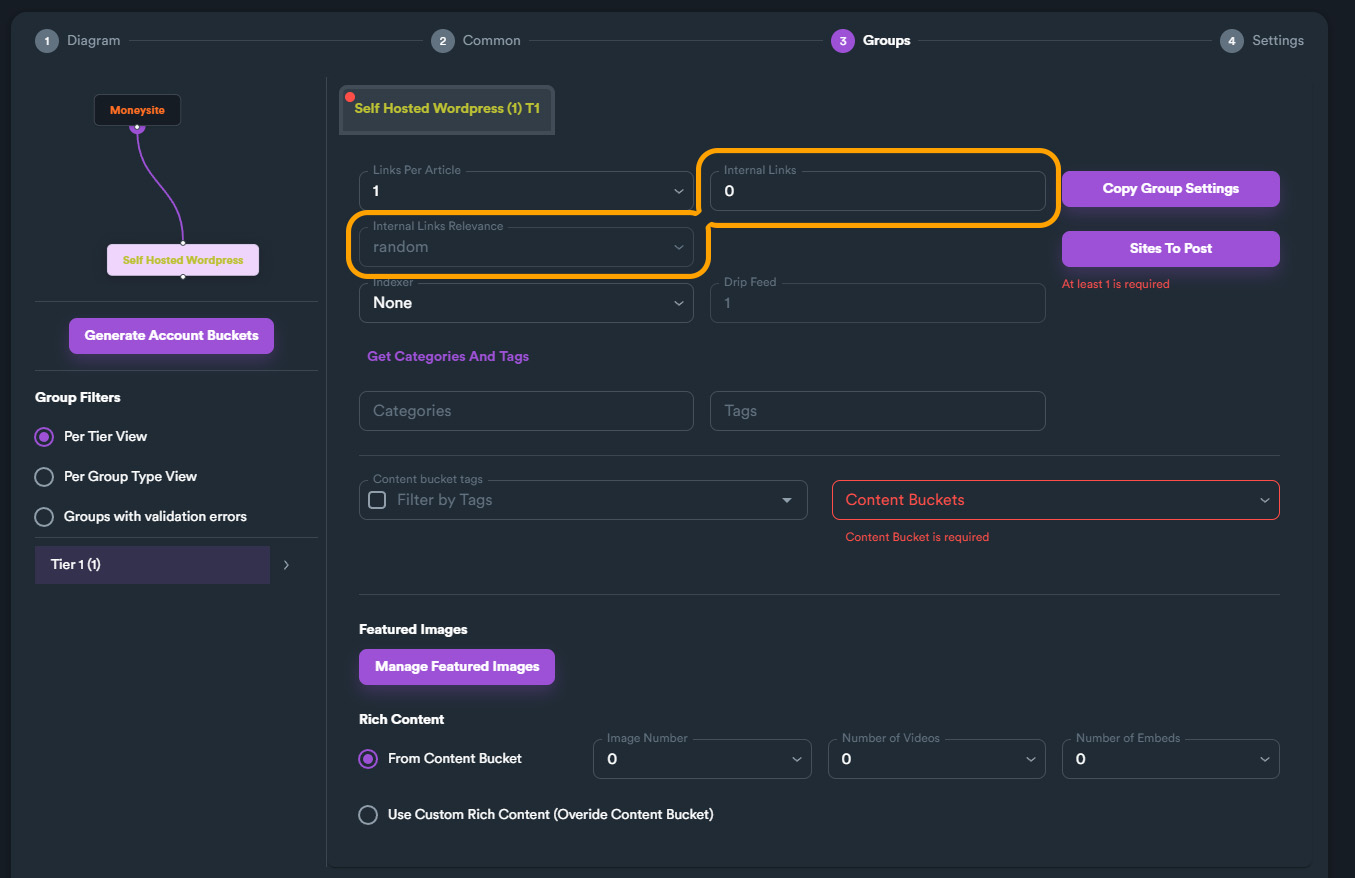 1 Diagram
2 Common
3 Groups
4 Settings
Moneysite
Self Hosted Wordpress
Generate Account Buckets
Group Filters
Per Tier View
Per Group Type View
Groups with validation errors
Tier 1 (1)
Self Hosted Wordpress (1) T1
Links Per Article
1
Internal Links
0
Copy Group Settings
Internal Links Relevance
random
Sites To Post
At least 1 is required
Indexer
None
Drip Feed
1
Get Categories And Tags
Categories
Tags
Content bucket tags
Filter by Tags
Content Buckets
Content Bucket is required
Featured Images
Manage Featured Images
Rich Content
From Content Bucket
Image Number
0
Number of Videos
0
Number of Embeds
0
Use Custom Rich Content (Overide Content Bucket)